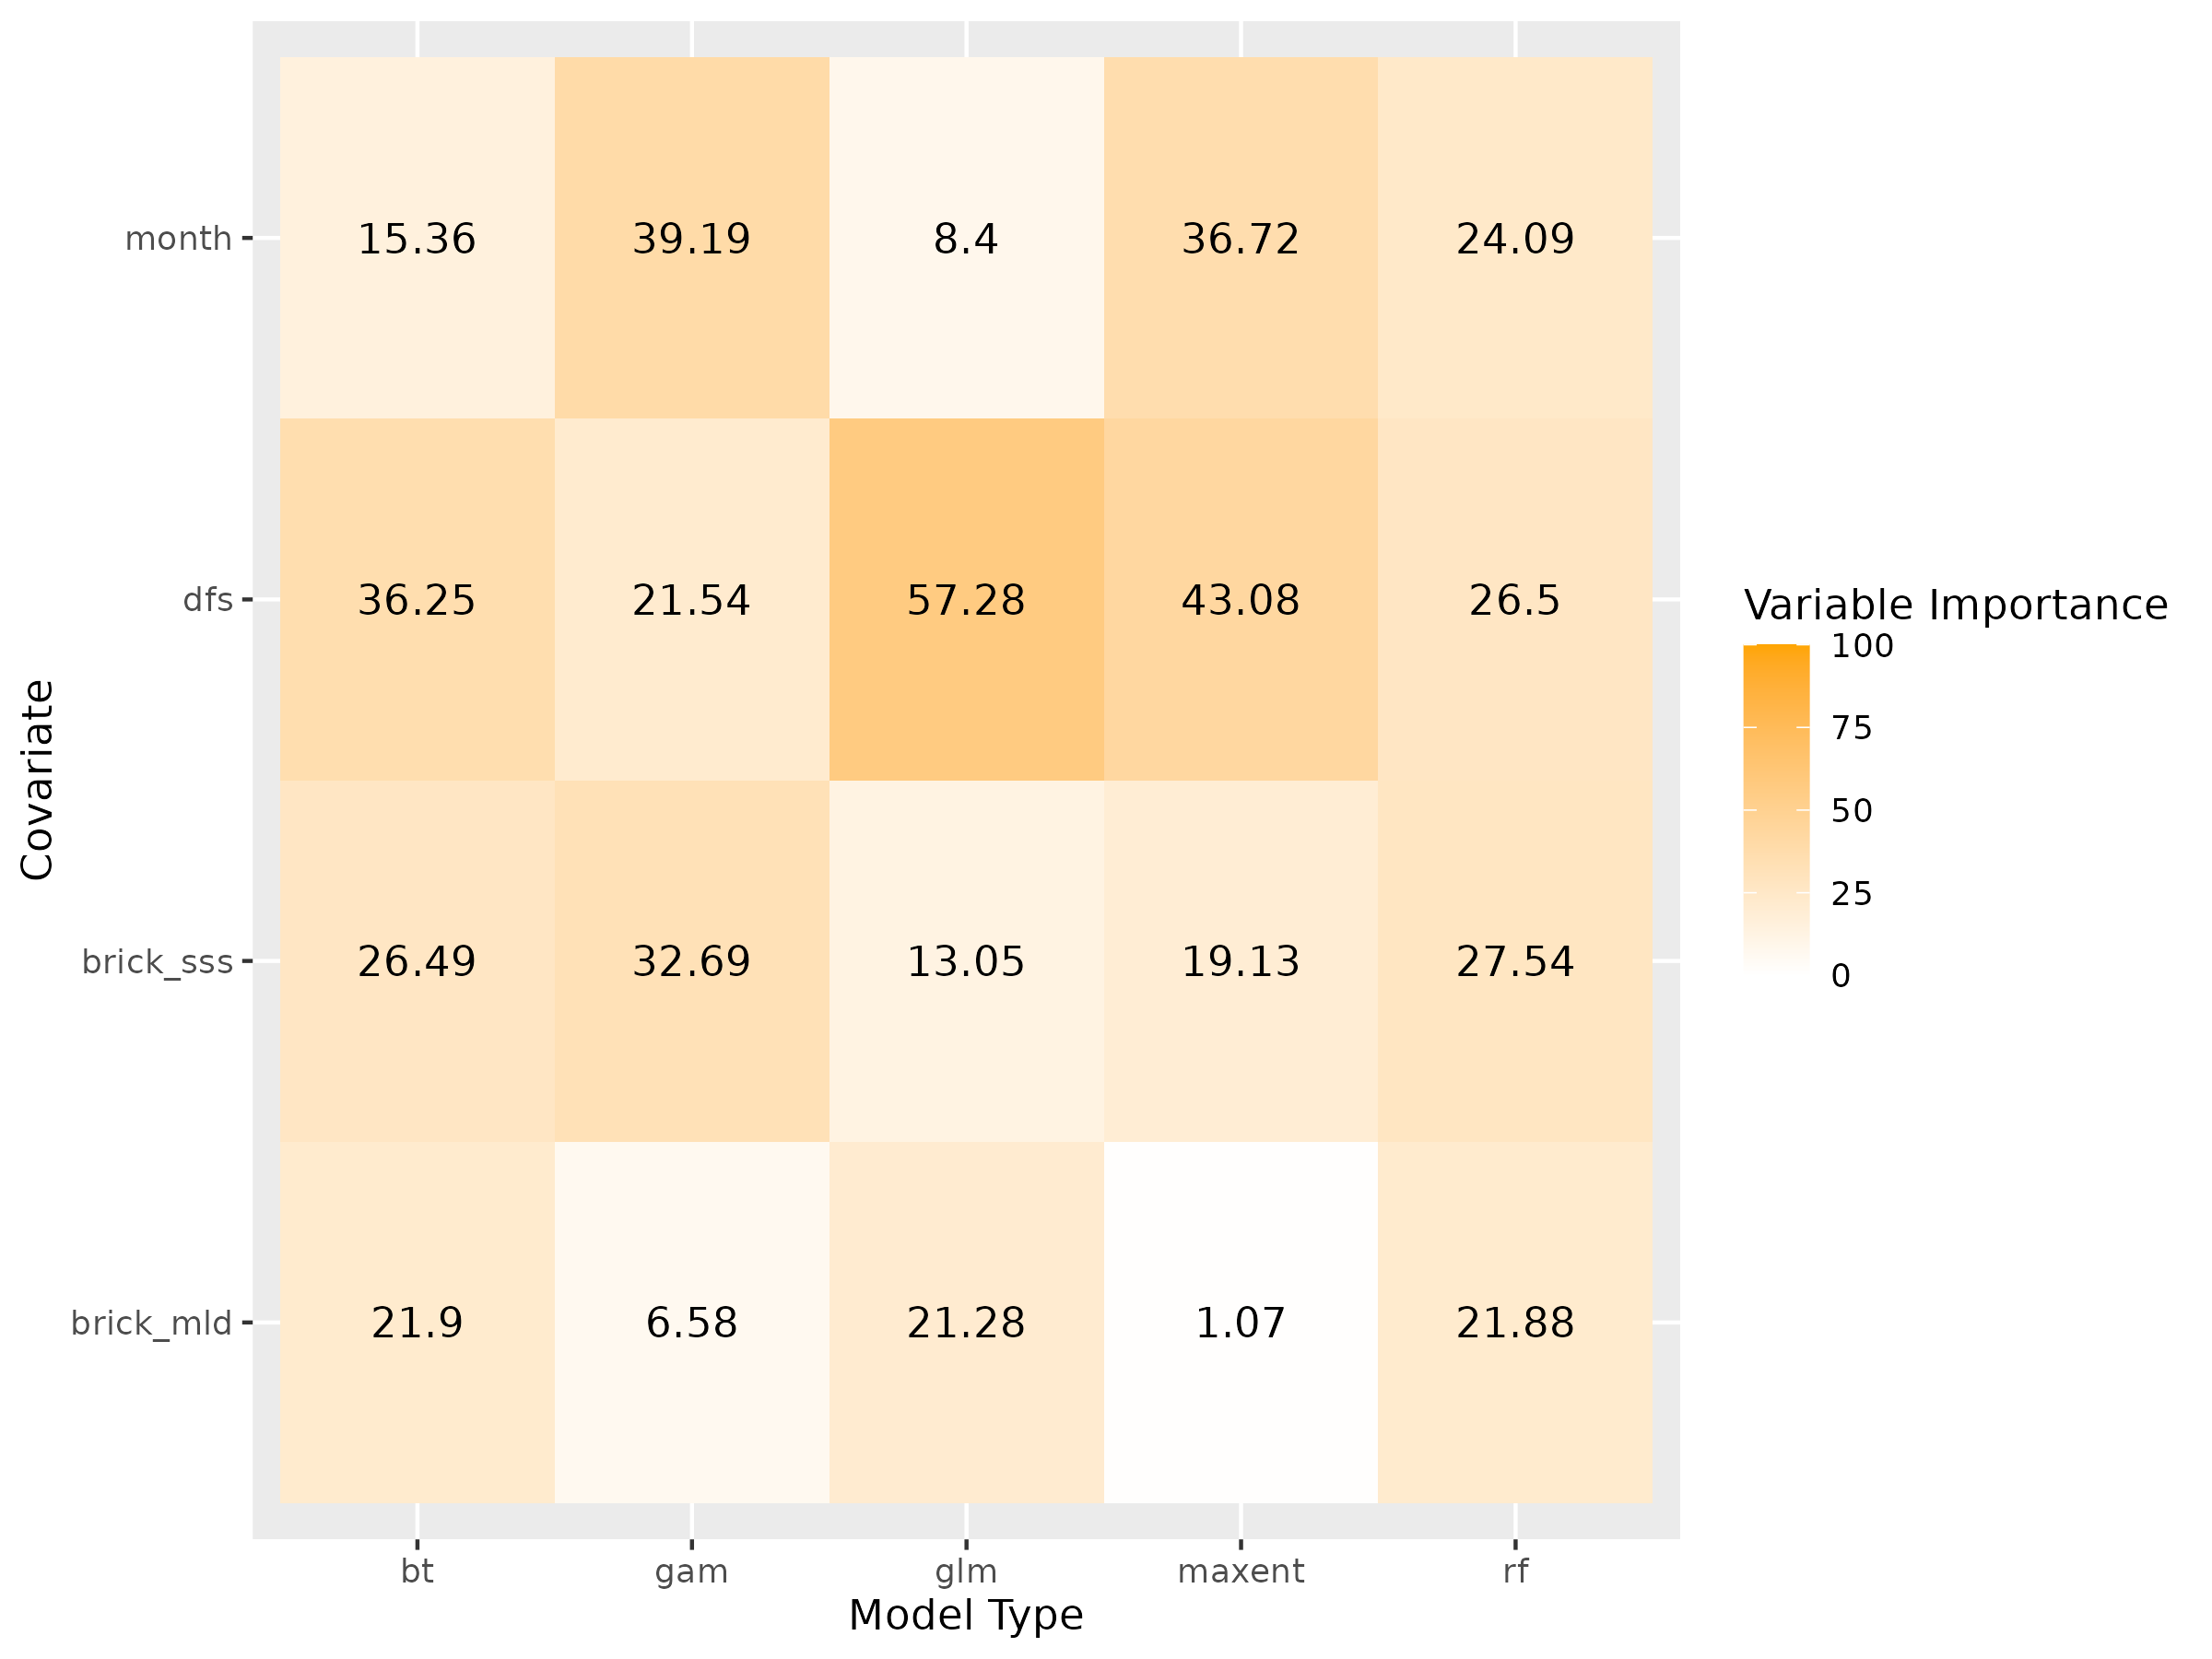 month
15.36 39.19 8.4 36.72 24.09
dfs
36.25 21.54 57.28 43.08 26.5
brick_sss
26.49 32.69 13.05 19.13 27.54
brick_mld
21.9 6.58 21.28 1.07 21.88
bt gam glm maxent rf
Model Type
Covariate
Variable Importance
100
75
50
25
0